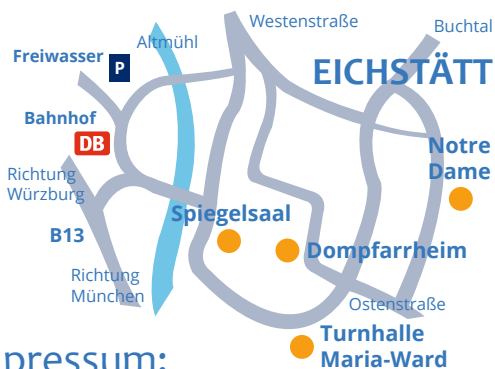 Westenstraße
Buchtal
Altmühl
Freiwasser
P
EICHSTÄTT
Bahnhof
DB
Notre
Dame
Richtung
Würzburg
Spiegelsaal
B13
Dompfarrheim
Richtung
München
Ostenstraße
Turnhalle
Maria-Ward
pressum: